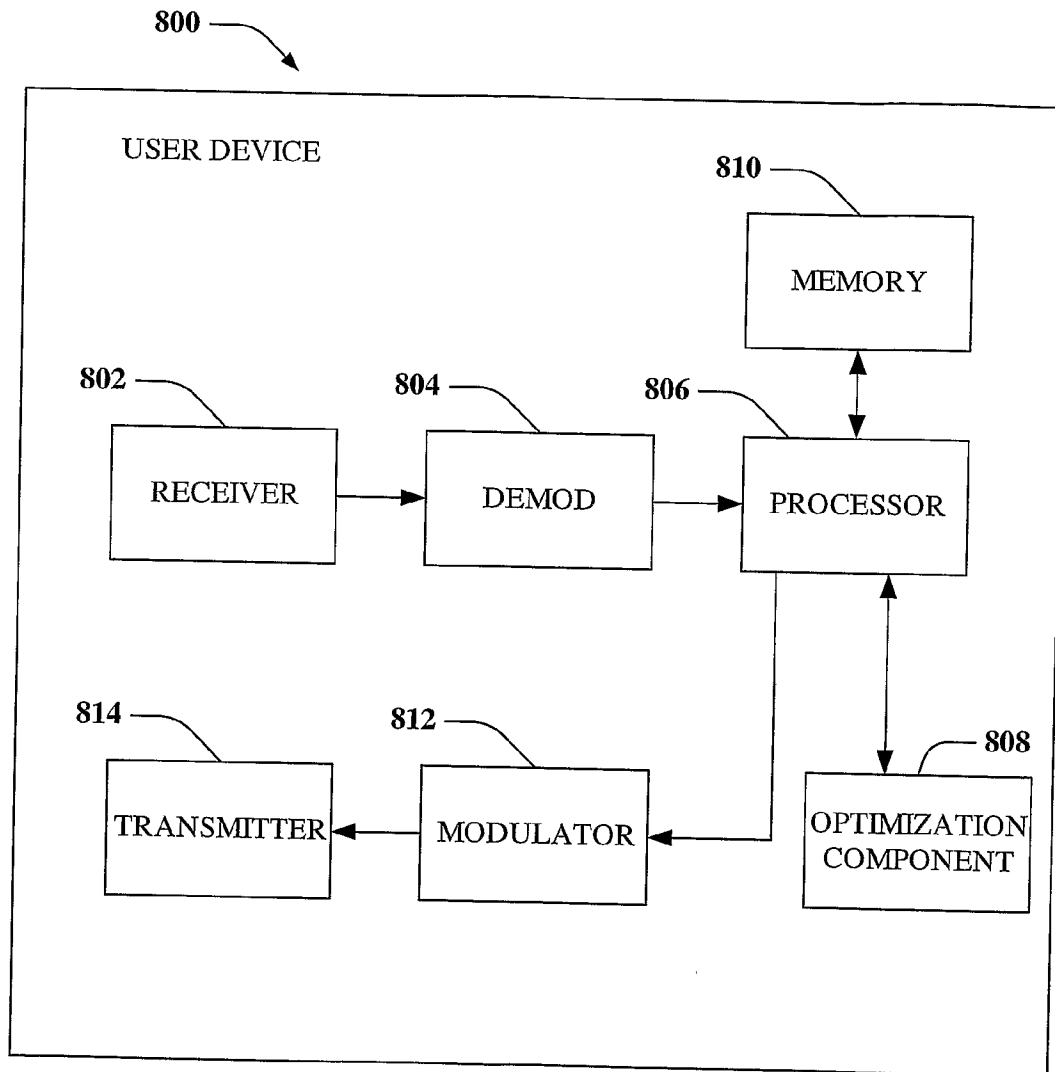 800
USER DEVICE
810
MEMORY
802
804
806
RECEIVER
DEMOD
PROCESSOR
814
812
808
TRANSMITTER
MODULATOR
OPTIMIZATION
COMPONENT